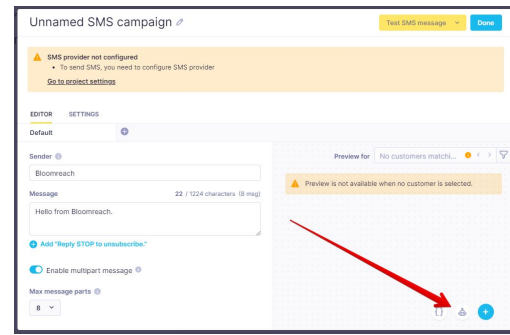 Unnamed SMS campaign
Test SMS message
Done
SMS provider not configured
• To send SMS, you need to configure SMS provider
Go to project settings
EDITOR
SETTINGS
Default
Sender
Bloomreach
Message
22 / 1224 characters (8 msg)
Hello from Bloomreach.
Add "Reply STOP to unsubscribe."
Enable multipart message
Max message parts
8
Preview for
No customers matchi...
Preview is not available when no customer is selected.
{}